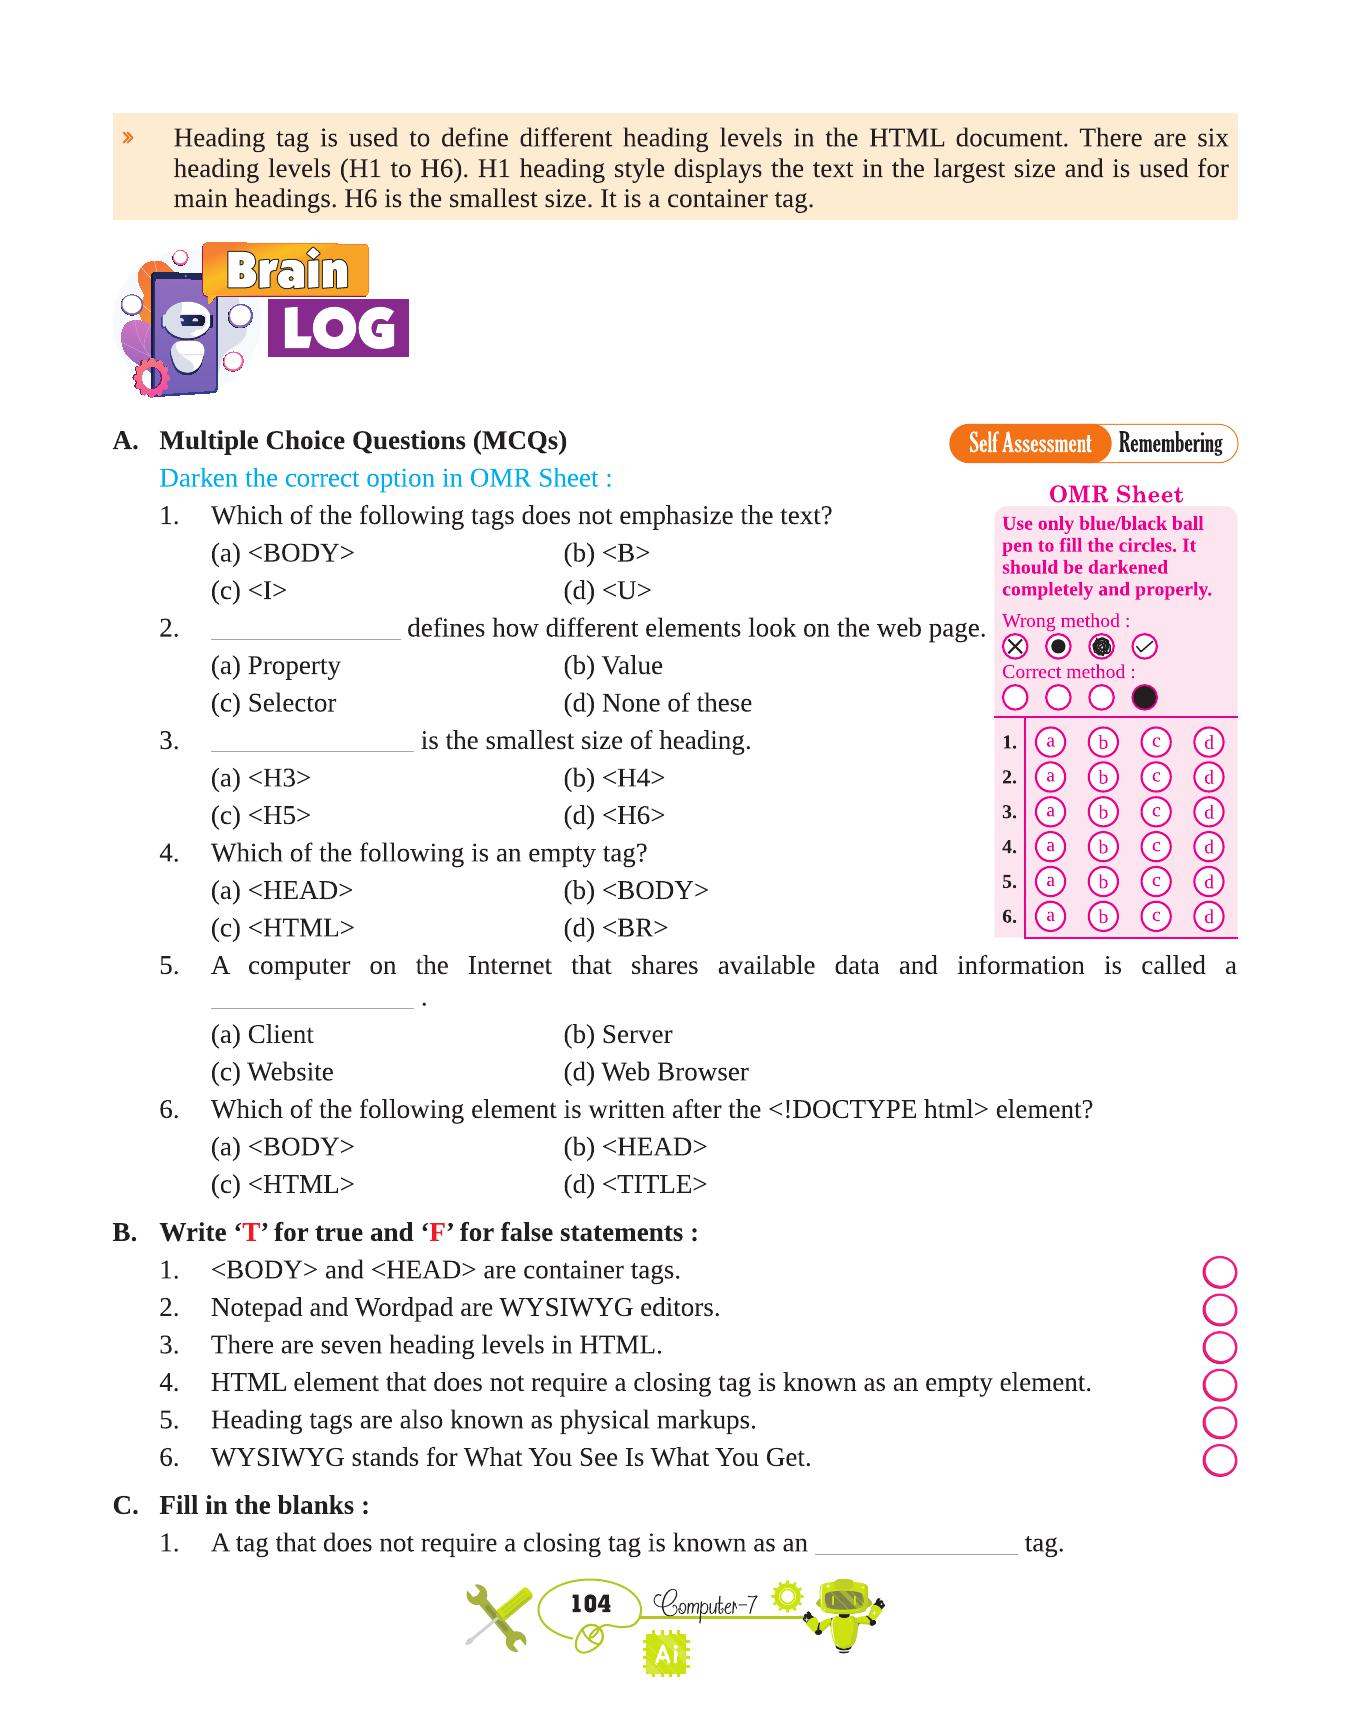 » Heading tag is used to define different heading levels in the HTML document. There are six
heading levels (H1 to H6). H1 heading style displays the text in the largest size and is used for
main headings. H6 is the smallest size. It is a container tag.
Brain
LOG
A. Multiple Choice Questions (MCQs)
Self Assessment Remembering
Darken the correct option in OMR Sheet :
1. Which of the following tags does not emphasize the text?
(a) <BODY> (b) <B>
(c) <I> (d) <U>
2. ______________ defines how different elements look on the web page.
(a) Property (b) Value
(c) Selector (d) None of these
3. _______________ is the smallest size of heading.
(a) <H3> (b) <H4>
(c) <H5> (d) <H6>
4. Which of the following is an empty tag?
(a) <HEAD> (b) <BODY>
(c) <HTML> (d) <BR>
OMR Sheet
Use only blue/black ball
pen to fill the circles. It
should be darkened
completely and properly.
Wrong method :
Correct method :
1. a b c d
2. a b c d
3. a b c d
4. a b c d
5. a b c d
6. a b c d
5. A computer on the Internet that shares available data and information is called a
_______________ .
(a) Client (b) Server
(c) Website (d) Web Browser
6. Which of the following element is written after the <!DOCTYPE html> element?
(a) <BODY> (b) <HEAD>
(c) <HTML> (d) <TITLE>
B. Write ‘T’ for true and ‘F’ for false statements :
1. <BODY> and <HEAD> are container tags.
2. Notepad and Wordpad are WYSIWYG editors.
3. There are seven heading levels in HTML.
4. HTML element that does not require a closing tag is known as an empty element.
5. Heading tags are also known as physical markups.
6. WYSIWYG stands for What You See Is What You Get.
C. Fill in the blanks :
1. A tag that does not require a closing tag is known as an _______________ tag.
104 Computer-7
Ai